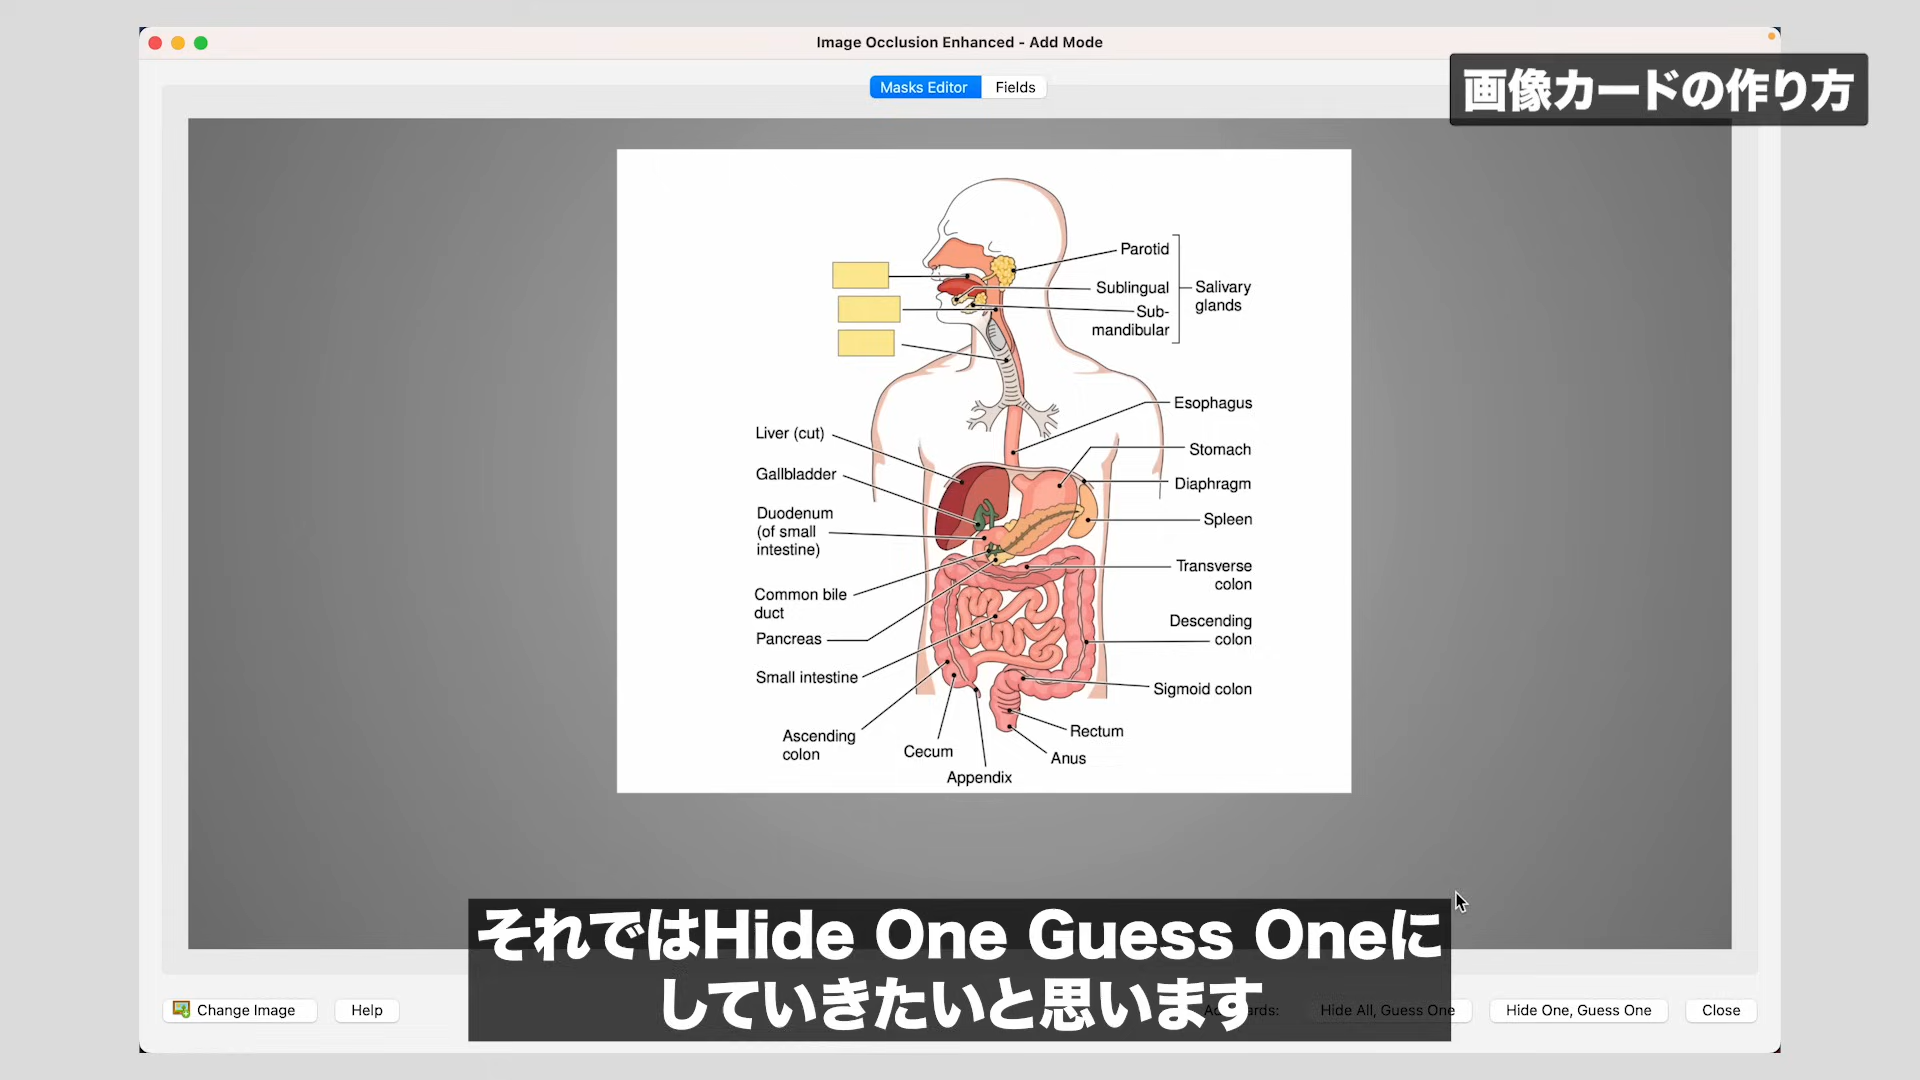 Image Occlusion Enhanced - Add Mode
Masks Editor
Fields
画像カードの作り方
Parotid
Sublingual
Sub-
mandibular
Salivary
glands
Esophagus
Liver (cut)
Stomach
Gallbladder
Diaphragm
Duodenum
(of small
intestine)
Spleen
Transverse
colon
Common bile
duct
Descending
colon
Pancreas
Small intestine
Sigmoid colon
Ascending
colon
Cecum
Rectum
Anus
Appendix
それではHide One Guess Oneに
していきたいと思います
Change Image
Help
Add Cards:
Hide All, Guess One
Hide One, Guess One
Close